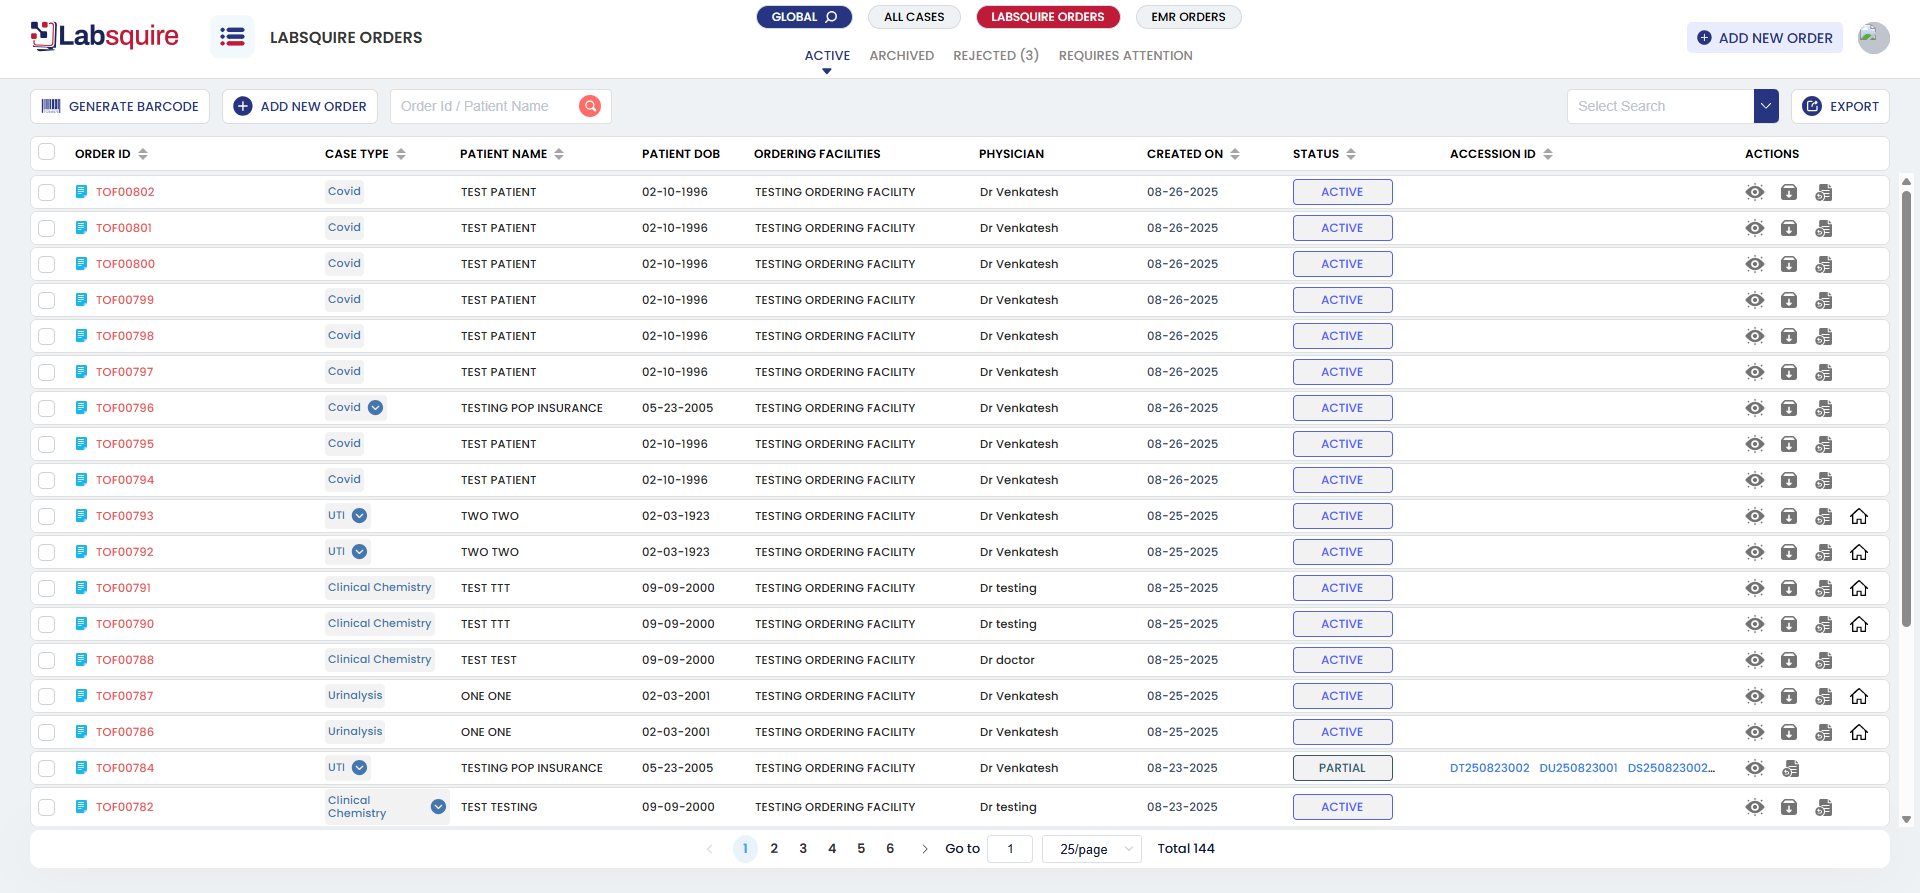 Labsquire
LABSQUIRE ORDERS
GLOBAL
ALL CASES
LABSQUIRE ORDERS
EMR ORDERS
ACTIVE
ARCHIVED
REJECTED (3)
REQUIRES ATTENTION
ADD NEW ORDER
GENERATE BARCODE
ADD NEW ORDER
Order Id / Patient Name
Select Search
EXPORT
ORDER ID CASE TYPE PATIENT NAME PATIENT DOB ORDERING FACILITIES PHYSICIAN CREATED ON STATUS ACCESSION ID ACTIONS
TOF00802 Covid TEST PATIENT 02-10-1996 TESTING ORDERING FACILITY Dr Venkatesh 08-26-2025 ACTIVE
TOF00801 Covid TEST PATIENT 02-10-1996 TESTING ORDERING FACILITY Dr Venkatesh 08-26-2025 ACTIVE
TOF00800 Covid TEST PATIENT 02-10-1996 TESTING ORDERING FACILITY Dr Venkatesh 08-26-2025 ACTIVE
TOF00799 Covid TEST PATIENT 02-10-1996 TESTING ORDERING FACILITY Dr Venkatesh 08-26-2025 ACTIVE
TOF00798 Covid TEST PATIENT 02-10-1996 TESTING ORDERING FACILITY Dr Venkatesh 08-26-2025 ACTIVE
TOF00797 Covid TEST PATIENT 02-10-1996 TESTING ORDERING FACILITY Dr Venkatesh 08-26-2025 ACTIVE
TOF00796 Covid TESTING POP INSURANCE 05-23-2005 TESTING ORDERING FACILITY Dr Venkatesh 08-26-2025 ACTIVE
TOF00795 Covid TEST PATIENT 02-10-1996 TESTING ORDERING FACILITY Dr Venkatesh 08-26-2025 ACTIVE
TOF00794 Covid TEST PATIENT 02-10-1996 TESTING ORDERING FACILITY Dr Venkatesh 08-26-2025 ACTIVE
TOF00793 UTI TWO TWO 02-03-1923 TESTING ORDERING FACILITY Dr Venkatesh 08-25-2025 ACTIVE
TOF00792 UTI TWO TWO 02-03-1923 TESTING ORDERING FACILITY Dr Venkatesh 08-25-2025 ACTIVE
TOF00791 Clinical Chemistry TEST TTT 09-09-2000 TESTING ORDERING FACILITY Dr testing 08-25-2025 ACTIVE
TOF00790 Clinical Chemistry TEST TTT 09-09-2000 TESTING ORDERING FACILITY Dr testing 08-25-2025 ACTIVE
TOF00788 Clinical Chemistry TEST TEST 09-09-2000 TESTING ORDERING FACILITY Dr doctor 08-25-2025 ACTIVE
TOF00787 Urinalysis ONE ONE 02-03-2001 TESTING ORDERING FACILITY Dr Venkatesh 08-25-2025 ACTIVE
TOF00786 Urinalysis ONE ONE 02-03-2001 TESTING ORDERING FACILITY Dr Venkatesh 08-25-2025 ACTIVE
TOF00784 UTI TESTING POP INSURANCE 05-23-2005 TESTING ORDERING FACILITY Dr Venkatesh 08-23-2025 PARTIAL DT250823002 DU250823001 DS250823002...
TOF00782 Clinical Chemistry TEST TESTING 09-09-2000 TESTING ORDERING FACILITY Dr testing 08-23-2025 ACTIVE
1 2 3 4 5 6 Go to 1 25/page Total 144